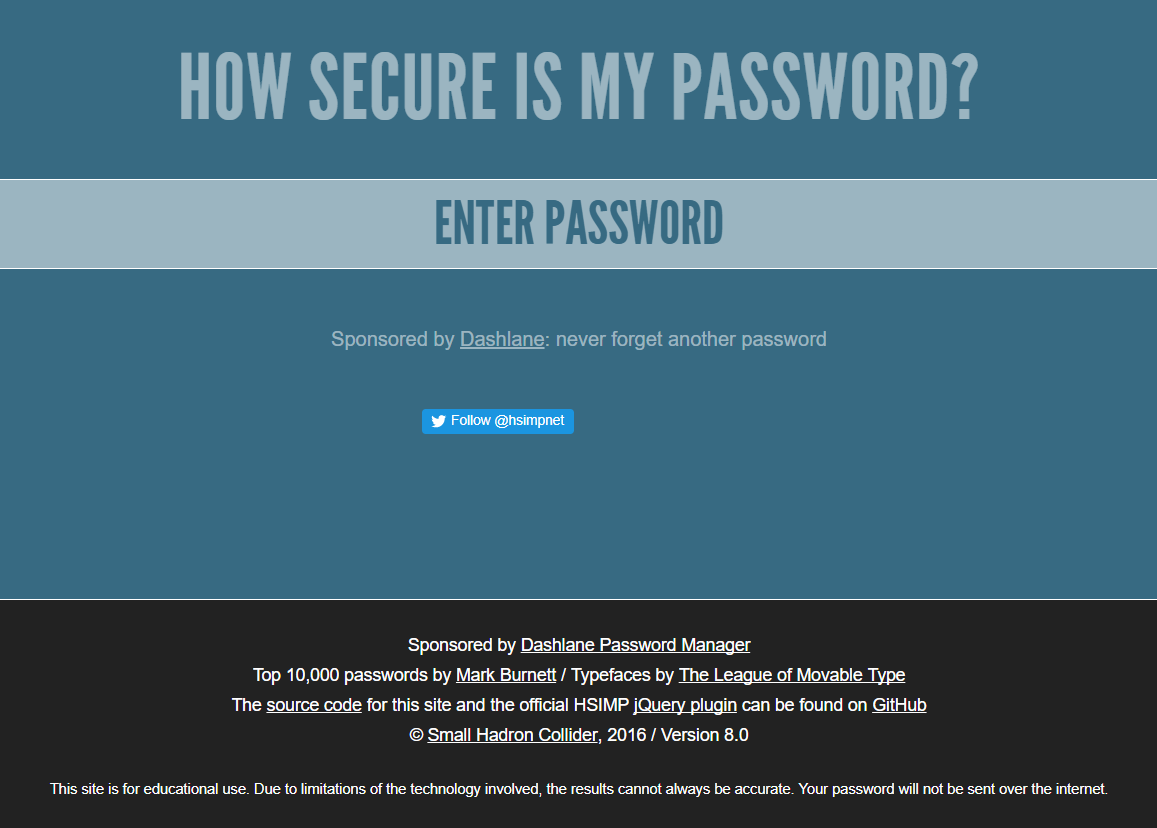 HOW SECURE IS MY PASSWORD?
ENTER PASSWORD
Sponsored by Dashlane: never forget another password
Follow @hsimpnet
Sponsored by Dashlane Password Manager
Top 10,000 passwords by Mark Burnett / Typefaces by The League of Movable Type
The source code for this site and the official HSIMP jQuery plugin can be found on GitHub
© Small Hadron Collider, 2016 / Version 8.0
This site is for educational use. Due to limitations of the technology involved, the results cannot always be accurate. Your password will not be sent over the internet.